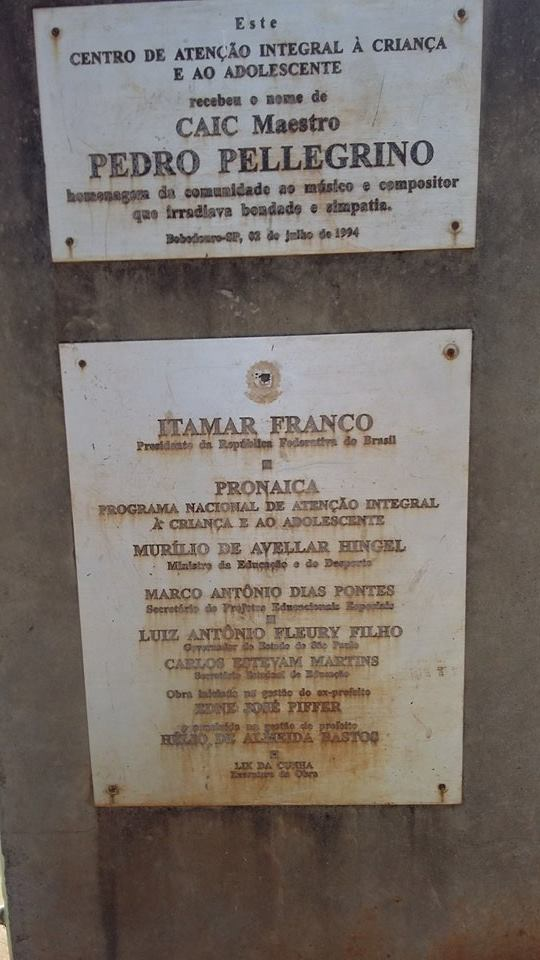 Este
CENTRO DE ATENÇÃO INTEGRAL À CRIANÇA
E AO ADOLESCENTE
recebeu o nome de
CAIC Maestro
PEDRO PELLEGRINO
homenagem da comunidade ao músico e compositor
que irradiava bondade e simpatia.
Bebedouro-SP, 02 de julho de 1994
ITAMAR FRANCO
Presidente da República Federativa do Brasil
PRONAICA
PROGRAMA NACIONAL DE ATENÇÃO INTEGRAL
À CRIANÇA E AO ADOLESCENTE
MURÍLIO DE AVELLAR HINGEL
Ministro da Educação e do Desporto
MARCO ANTÔNIO DIAS PONTES
Secretário de Projetos Educacionais Especiais
LUIZ ANTÔNIO FLEURY FILHO
Governador do Estado de São Paulo
CARLOS ESTEVAM MARTINS
Secretário Estadual de Educação
Obra iniciada na gestão do ex-prefeito
EDNE JOSÉ PIFFER
e concluída na gestão do prefeito
HÉLIO DE ALMEIDA BASTOS
LIX DA CUNHA
Executora da Obra